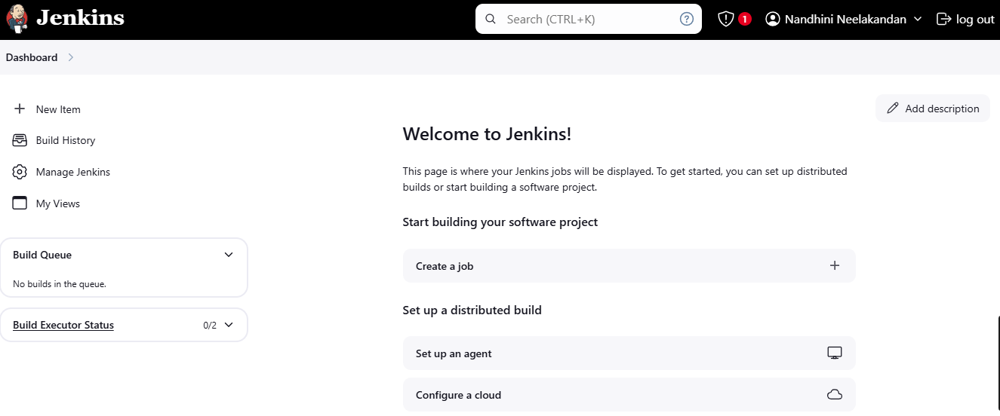 Jenkins
Search (CTRL+K)
?
1
Nandhini Neelakandan
log out
Dashboard
New Item
Build History
Manage Jenkins
My Views
Build Queue
No builds in the queue.
Build Executor Status
0/2
Add description
Welcome to Jenkins!
This page is where your Jenkins jobs will be displayed. To get started, you can set up distributed
builds or start building a software project.
Start building your software project
Create a job
Set up a distributed build
Set up an agent
Configure a cloud